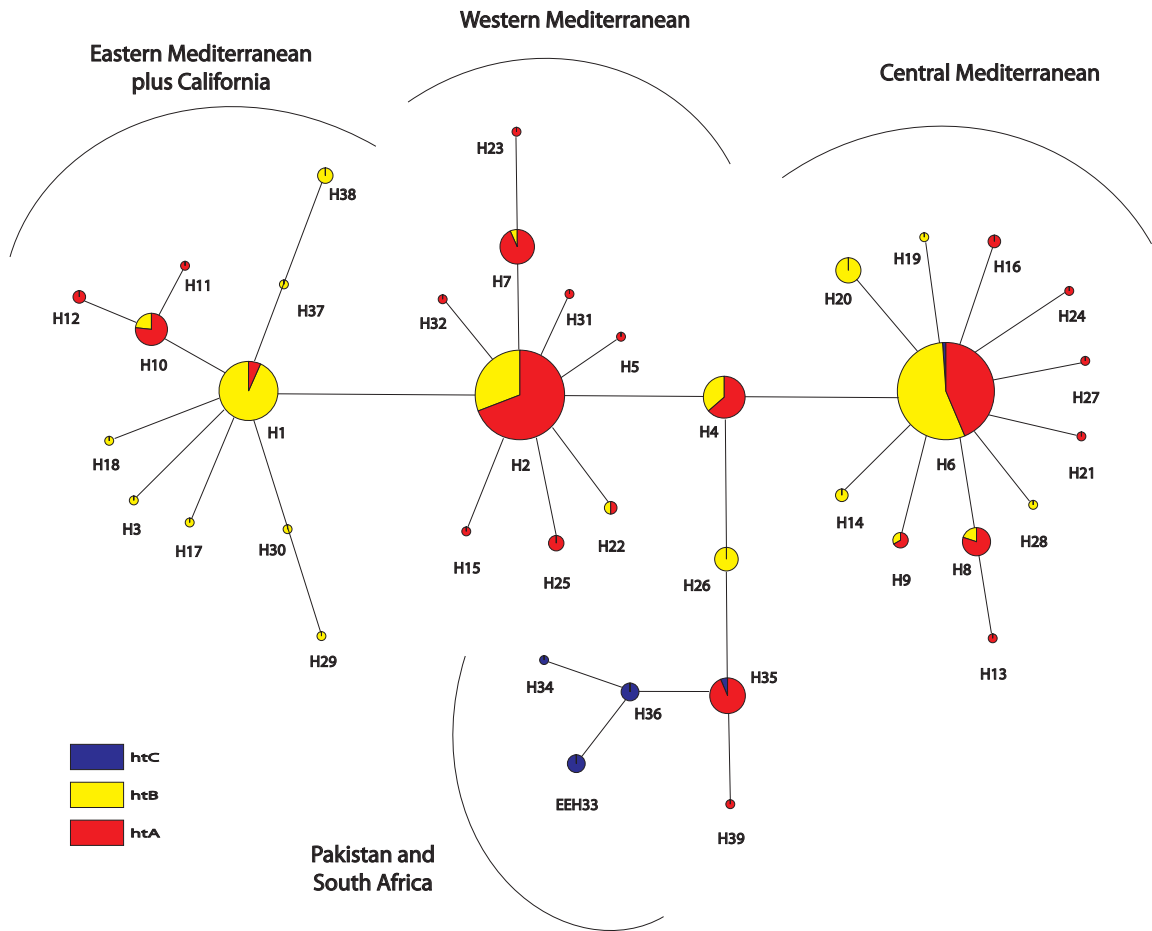 Western Mediterranean
Eastern Mediterranean
plus California
Central Mediterranean
H23
H38
H7
H19
H16
H20
H11
H12
H37
H32
H31
H24
H10
H5
H27
H1
H2
H4
H6
H21
H18
H3
H17
H30
H15
H25
H22
H26
H14
H9
H8
H28
H29
H13
H34
H36
H35
EEH33
H39
htC
htB
htA
Pakistan and
South Africa